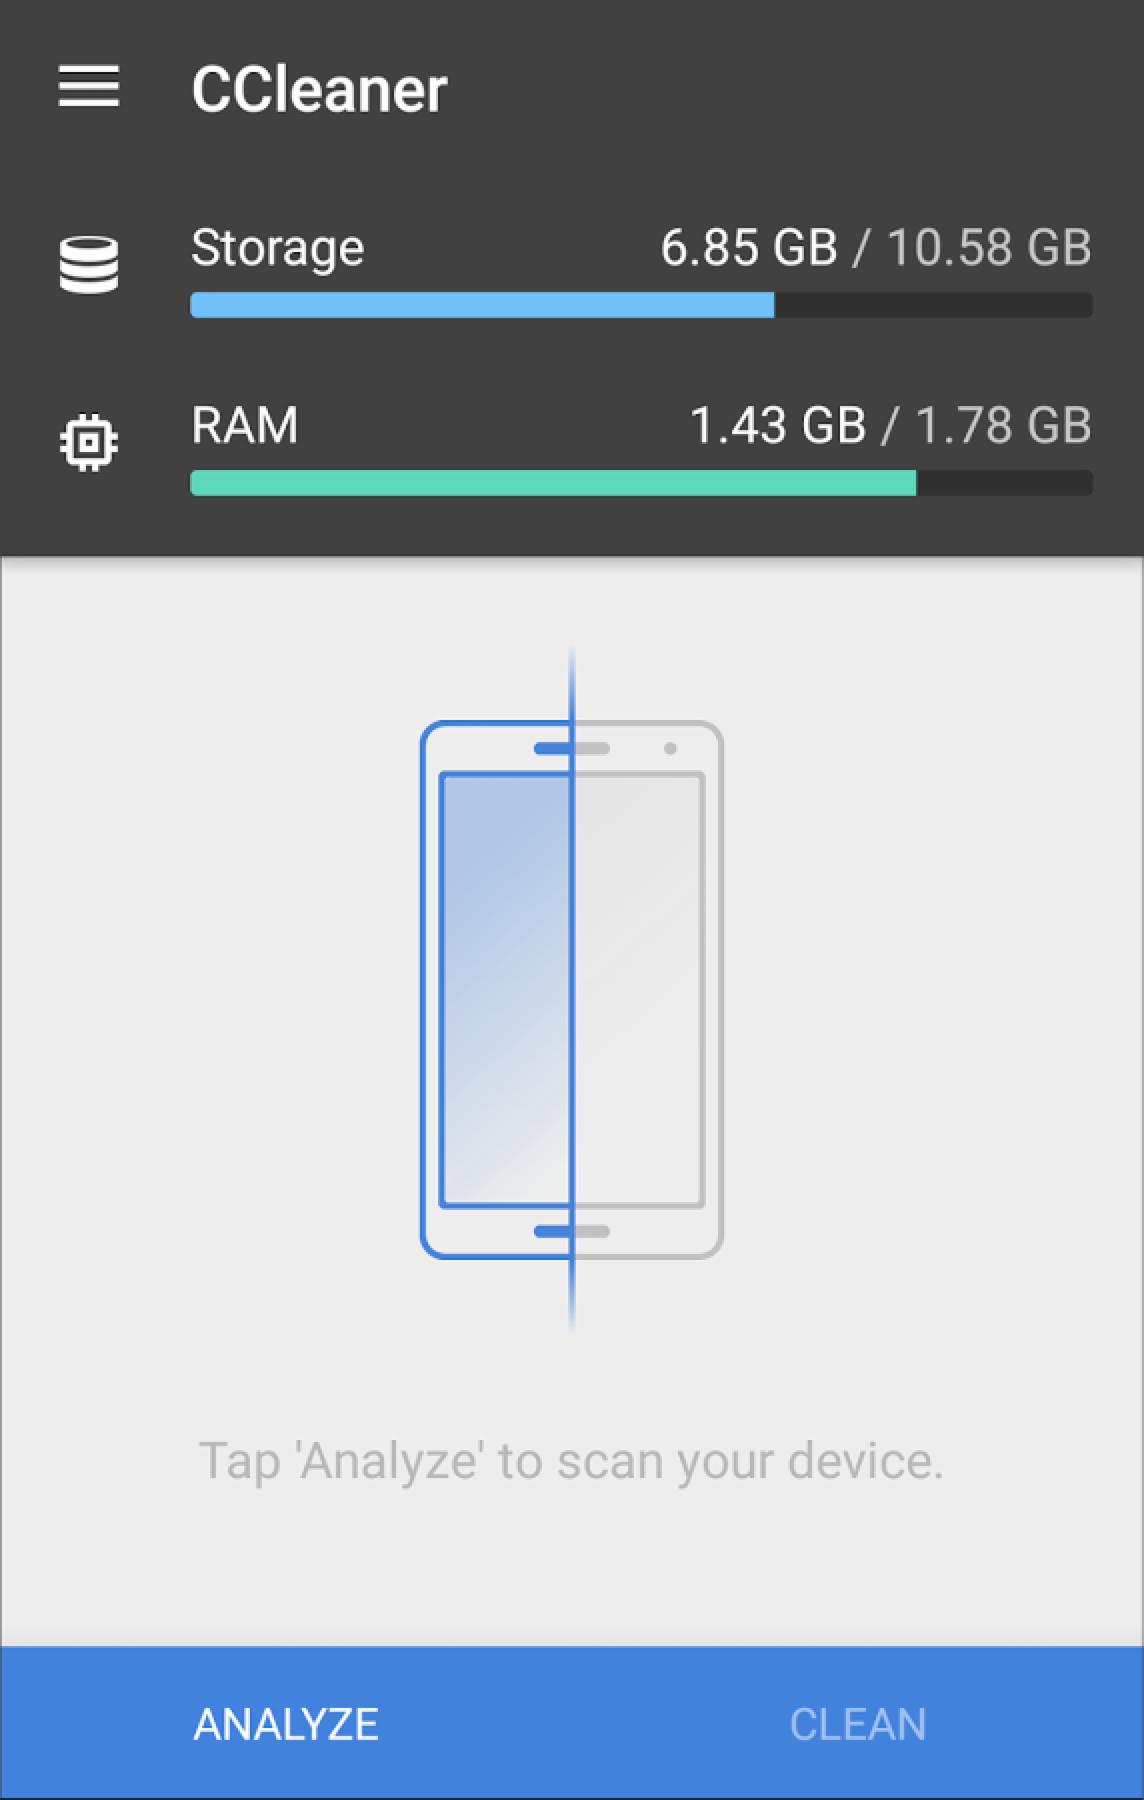 CCleaner
Storage 6.85 GB / 10.58 GB
RAM 1.43 GB / 1.78 GB
Tap 'Analyze' to scan your device.
ANALYZE CLEAN